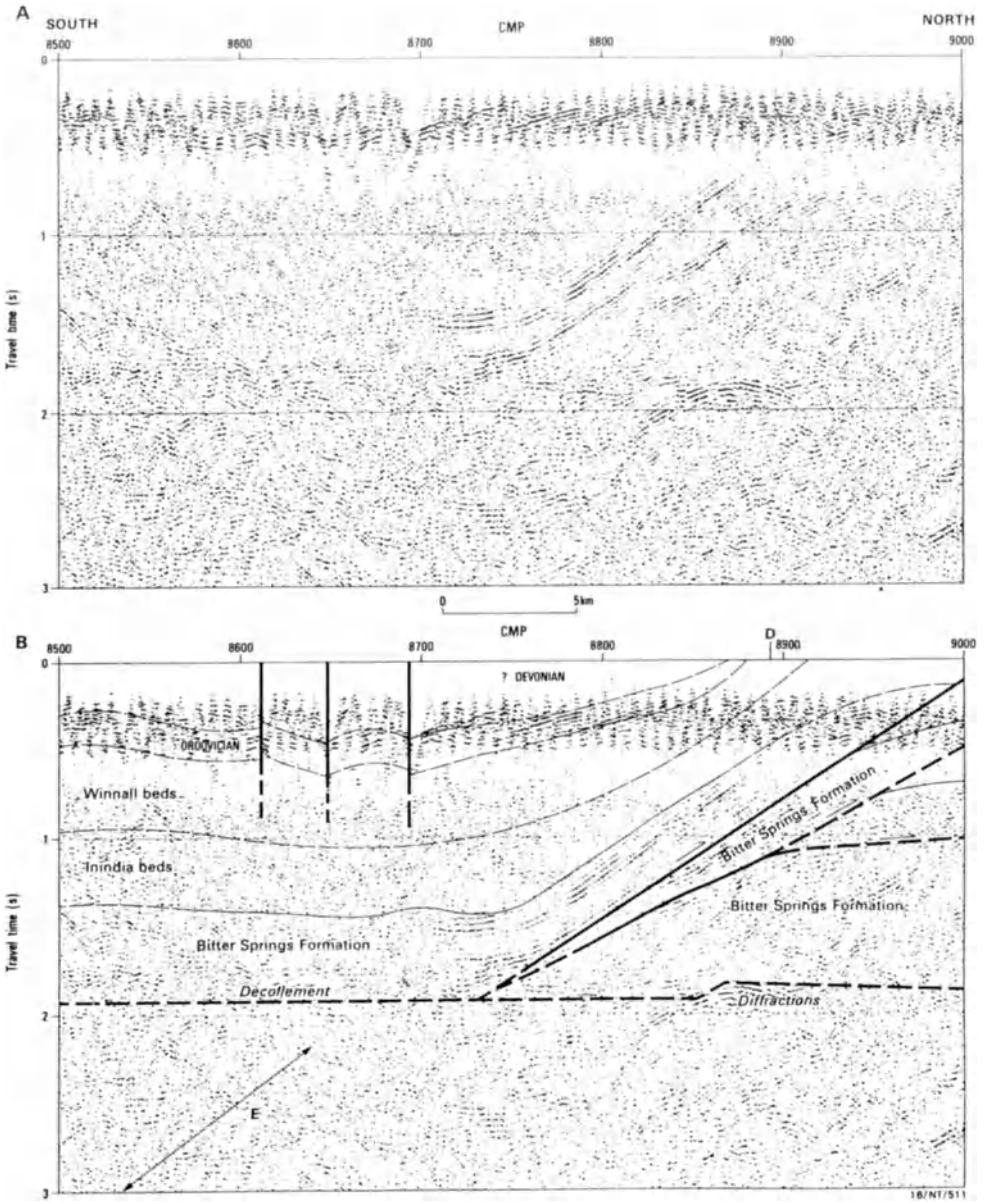 A
SOUTH
CMP
NORTH
8500 8600 8700 8800 8900 9000
0
1
Travel time (s)
2
3
0 5km
B
CMP
D
8500 8600 8700 8800 8900 9000
0
? DEVONIAN
ORDOVICIAN
Winnall beds
Bitter Springs Formation
1
Inindia beds
Bitter Springs Formation
Bitter Springs Formation
Travel time (s)
Decollement
Diffractions
2
E
3
16/NT/511